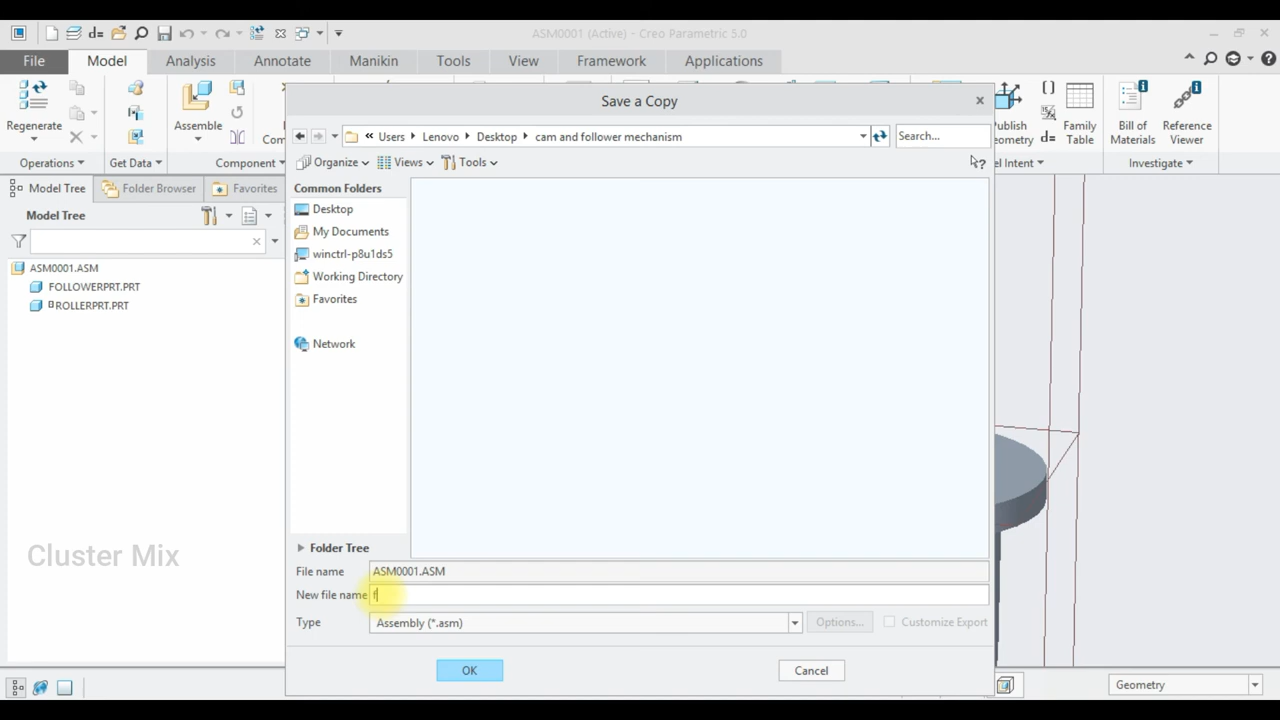 ASM0001 (Active) - Creo Parametric 5.0
File Model Analysis Annotate Manikin Tools View Framework Applications
Regenerate Assemble Family Table Bill of Materials Reference Viewer
Operations Get Data Component Investigate
Model Tree Folder Browser Favorites
Model Tree
ASM0001.ASM
FOLLOWERPRT.PRT
ROLLERPRT.PRT
Cluster Mix
Save a Copy
« Users Lenovo Desktop cam and follower mechanism Search...
Organize Views Tools
Common Folders
Desktop
My Documents
winctrl-p8u1ds5
Working Directory
Favorites
Network
Folder Tree
File name ASM0001.ASM
New file name f
Type Assembly (*.asm) Options... Customize Export
OK Cancel
Geometry